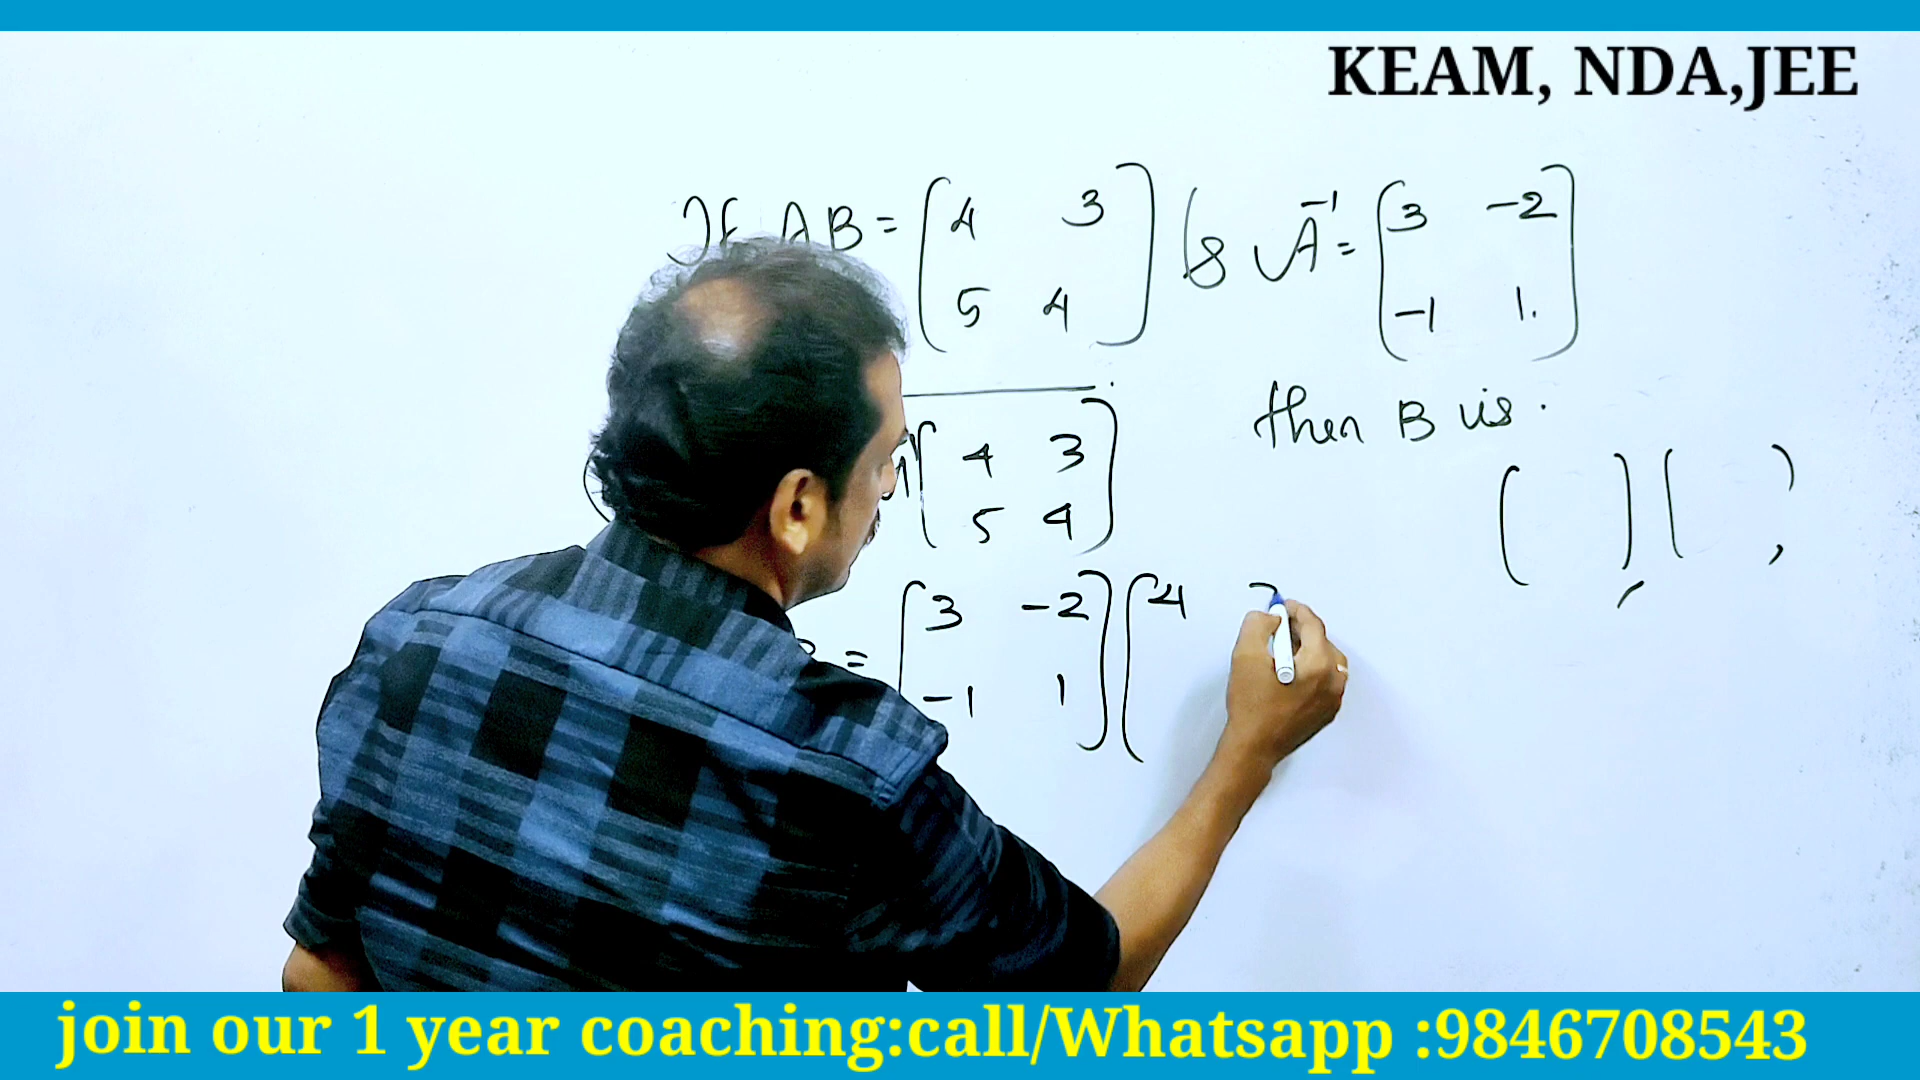 KEAM, NDA,JEE
If AB = [4 3] & A⁻¹ = [3 -2]
[5 4] [-1 1.]
then B is.
[4 3]
[5 4]
= [3 -2] [4
[-1 1]
join our 1 year coaching:call/Whatsapp :9846708543